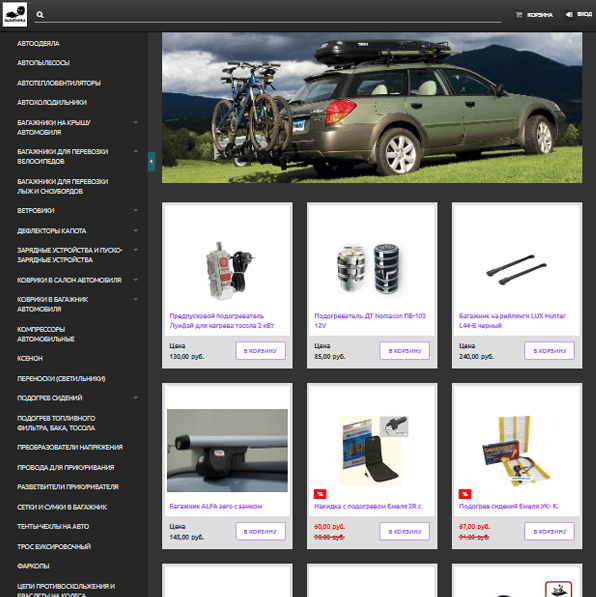 КОРЗИНА
ВХОД
АВТООДЕЯЛА
АВТОПЫЛЕСОСЫ
АВТОТЕПЛОВЕНТИЛЯТОРЫ
АВТОХОЛОДИЛЬНИКИ
БАГАЖНИКИ НА КРЫШУ
АВТОМОБИЛЯ
БАГАЖНИКИ ДЛЯ ПЕРЕВОЗКИ
ВЕЛОСИПЕДОВ
БАГАЖНИКИ ДЛЯ ПЕРЕВОЗКИ
ЛЫЖ И СНОУБОРДОВ
ВЕТРОВИКИ
ДЕФЛЕКТОРЫ КАПОТА
ЗАРЯДНЫЕ УСТРОЙСТВА И ПУСКО-
ЗАРЯДНЫЕ УСТРОЙСТВА
КОВРИКИ В САЛОН АВТОМОБИЛЯ
КОВРИКИ В БАГАЖНИК
АВТОМОБИЛЯ
КОМПРЕССОРЫ
АВТОМОБИЛЬНЫЕ
КСЕНОН
ПЕРЕНОСКИ (СВЕТИЛЬНИКИ)
ПОДОГРЕВ СИДЕНИЙ
ПОДОГРЕВ ТОПЛИВНОГО
ФИЛЬТРА, БАКА, ТОСОЛА
ПРЕОБРАЗОВАТЕЛИ НАПРЯЖЕНИЯ
ПРОВОДА ДЛЯ ПРИКУРИВАНИЯ
РАЗВЕТВИТЕЛИ ПРИКУРИВАТЕЛЯ
СЕТКИ И СУМКИ В БАГАЖНИК
ТЕНТЫ-ЧЕХЛЫ НА АВТО
ТРОС БУКСИРОВОЧНЫЙ
ФАРКОПЫ
ЦЕПИ ПРОТИВОСКОЛЬЖЕНИЯ И
БРАСЛЕТЫ НА КОЛЕСА
Предпусковой подогреватель
Лунфэй для нагрева тосола 2 кВт
Цена
130,00 руб.
В КОРЗИНУ
Подогреватель ДТ Nomacon ПБ-103
12V
Цена
85,00 руб.
В КОРЗИНУ
Багажник на рейлинги LUX Hunter
L44-B черный
Цена
240,00 руб.
В КОРЗИНУ
Багажник ALFA аего с замком
Цена
145,00 руб.
В КОРЗИНУ
%
Накидка с подогревом Емеля 2R с
60,00 руб.
90,00 руб.
В КОРЗИНУ
%
Подогрев сидений Емеля УК- К.
67,00 руб.
91,00 руб.
В КОРЗИНУ